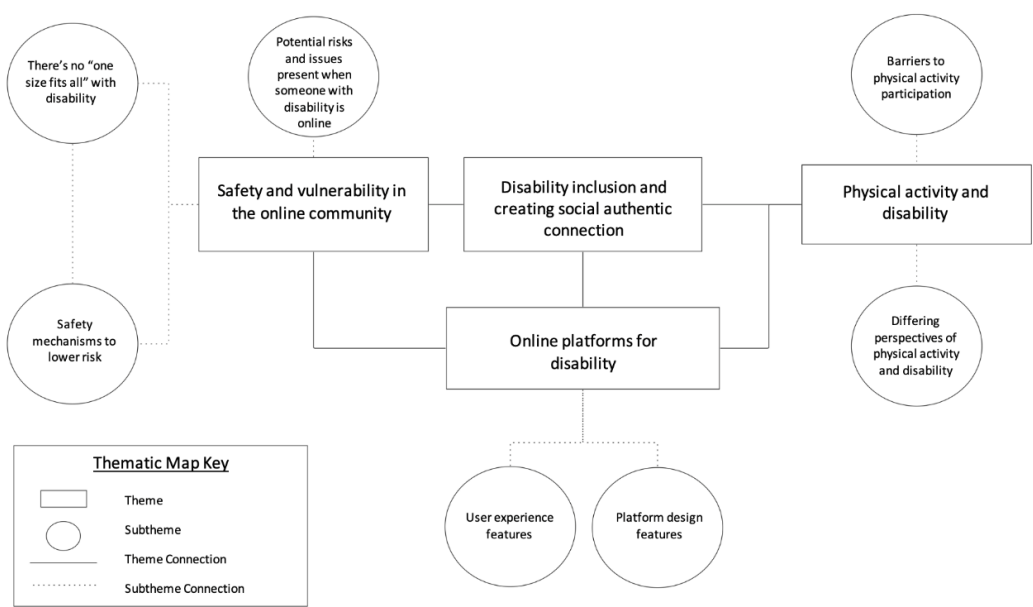 There's no “one
size fits all” with
disability
Potential risks
and issues
present when
someone with
disability is
online
Barriers to
physical activity
participation
Safety and vulnerability in
the online community
Disability inclusion and
creating social authentic
connection
Physical activity and
disability
Safety
mechanisms to
lower risk
Online platforms for
disability
Differing
perspectives of
physical activity
and disability
User experience
features
Platform design
features
Thematic Map Key
Theme
Subtheme
Theme Connection
Subtheme Connection